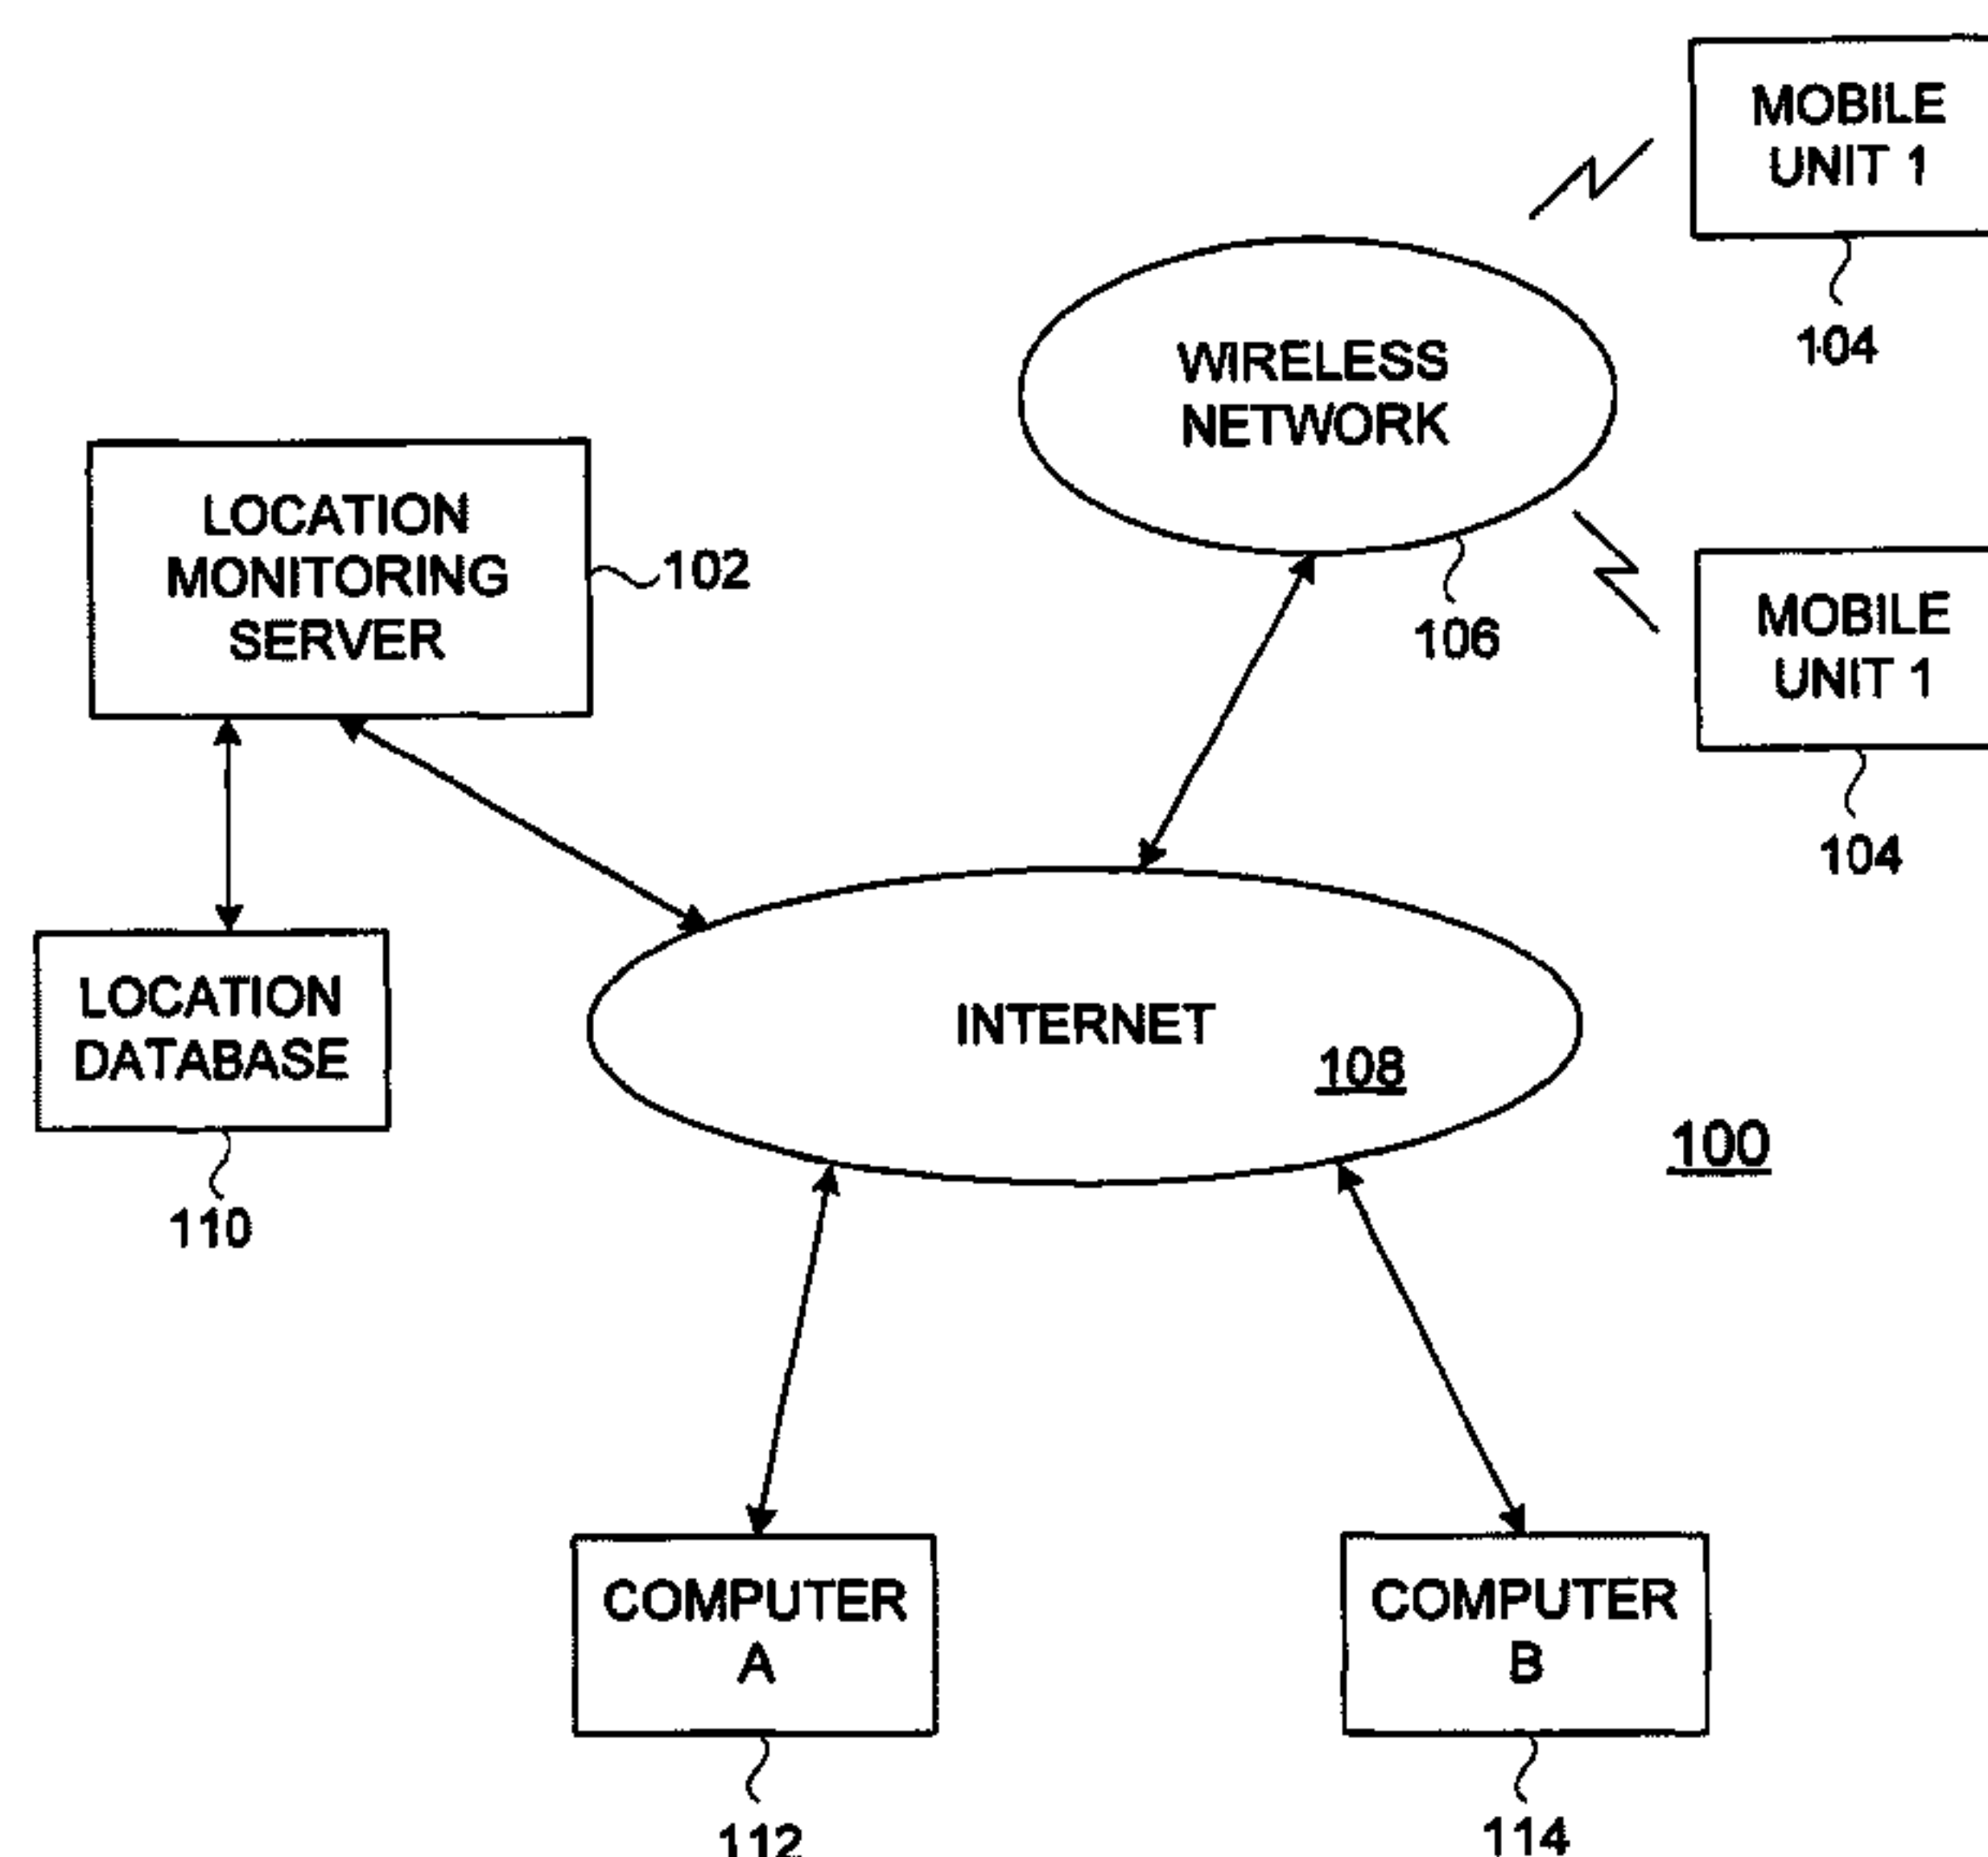 MOBILE
UNIT 1
104
WIRELESS
NETWORK
106
MOBILE
UNIT 1
104
LOCATION
MONITORING
SERVER
102
LOCATION
DATABASE
110
INTERNET
108
100
COMPUTER
A
112
COMPUTER
B
114